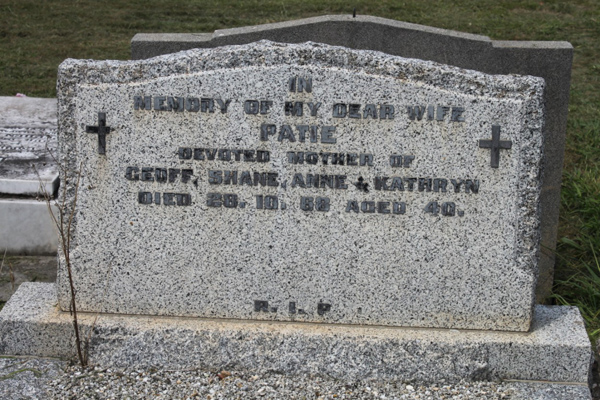 IN
MEMORY OF MY DEAR WIFE
PATIE
DEVOTED MOTHER OF
GEOFF, SHANE, ANNE & KATHRYN
DIED 29. 10. 89 AGED 40.
R. I. P